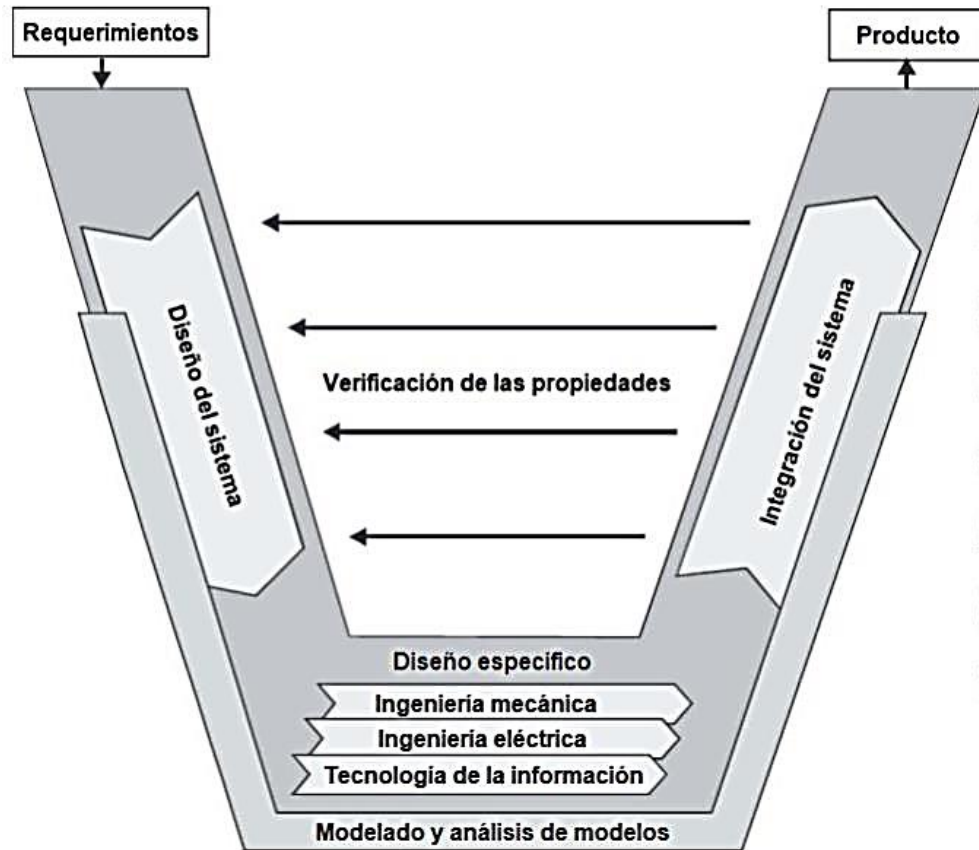 Requerimientos
Producto
Diseño del sistema
Verificación de las propiedades
Integración del sistema
Diseño específico
Ingeniería mecánica
Ingeniería eléctrica
Tecnología de la información
Modelado y análisis de modelos